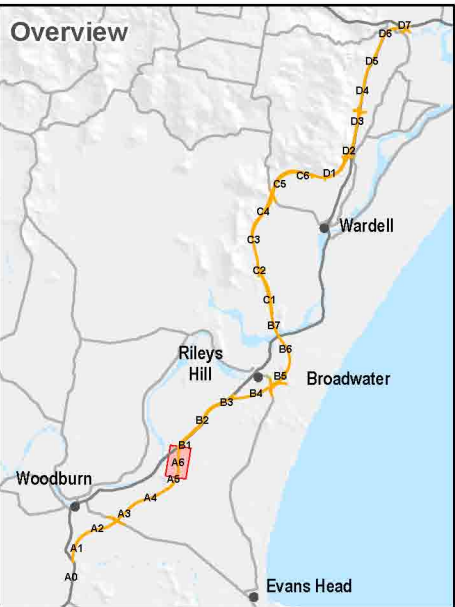 Overview
D7
D6
D5
D4
D3
D2
D1
C6
C5
C4
Wardell
C3
C2
C1
B7
B6
Rileys
Hill
B5
Broadwater
B4
B3
B2
B1
A6
A5
Woodburn
A4
A3
A2
A1
A0
Evans Head